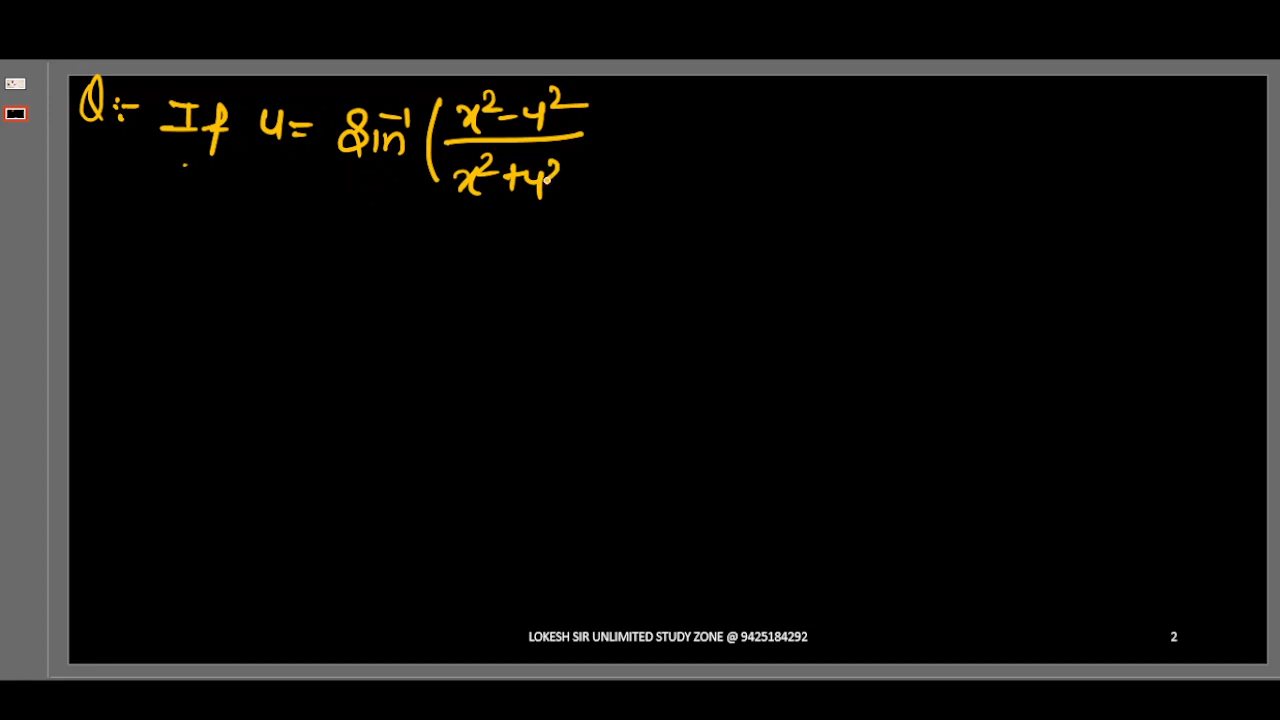 Q:- If u = Sin⁻¹ ( x² - y² / x² + y²
LOKESH SIR UNLIMITED STUDY ZONE @ 9425184292
2